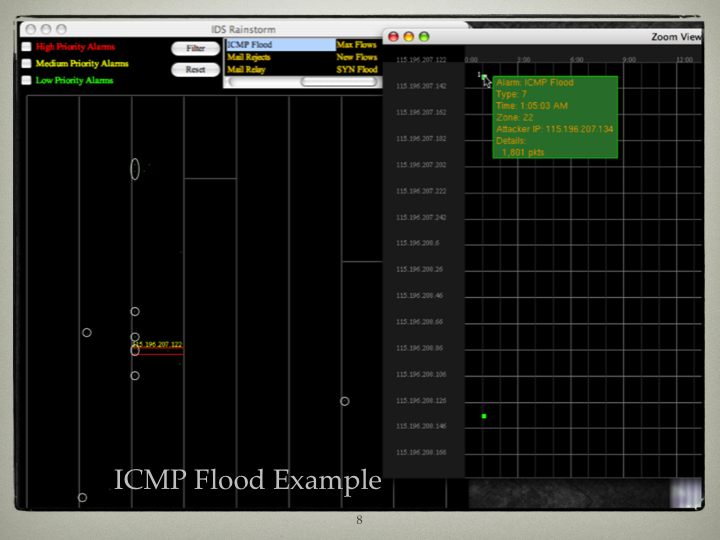 IDS Rainstorm
High Priority Alarms
Medium Priority Alarms
Low Priority Alarms
Filter
Reset
ICMP Flood
Mail Rejects
Mail Relay
Max Flows
New Flows
SYN Flood
115.196.207.122
Zoom View
0:00 3:00 6:00 9:00 12:00
115.196.207.122
115.196.207.142
115.196.207.162
115.196.207.182
115.196.207.202
115.196.207.222
115.196.207.242
115.196.208.6
115.196.208.26
115.196.208.46
115.196.208.66
115.196.208.86
115.196.208.106
115.196.208.126
115.196.208.146
115.196.208.166
1
Alarm: ICMP Flood
Type: 7
Time: 1:05:03 AM
Zone: 22
Attacker IP: 115.196.207.134
Details:
1,801 pkts
ICMP Flood Example
8